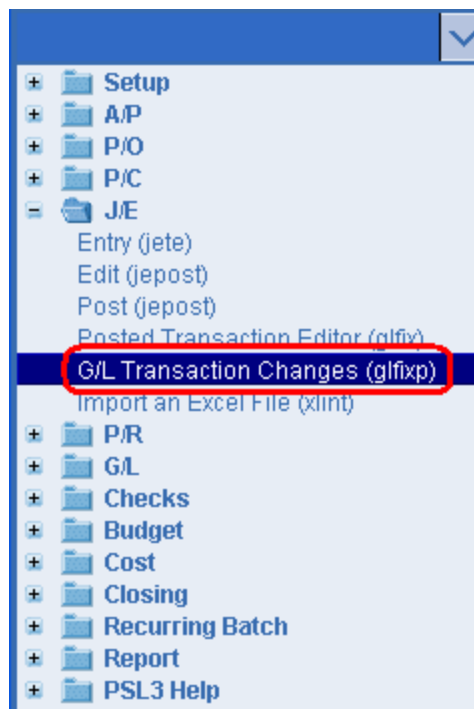 Setup
A/P
P/O
P/C
J/E
Entry (jete)
Edit (jepost)
Post (jepost)
Posted Transaction Editor (glfix)
G/L Transaction Changes (glfixp)
Import an Excel File (xlint)
P/R
G/L
Checks
Budget
Cost
Closing
Recurring Batch
Report
PSL3 Help